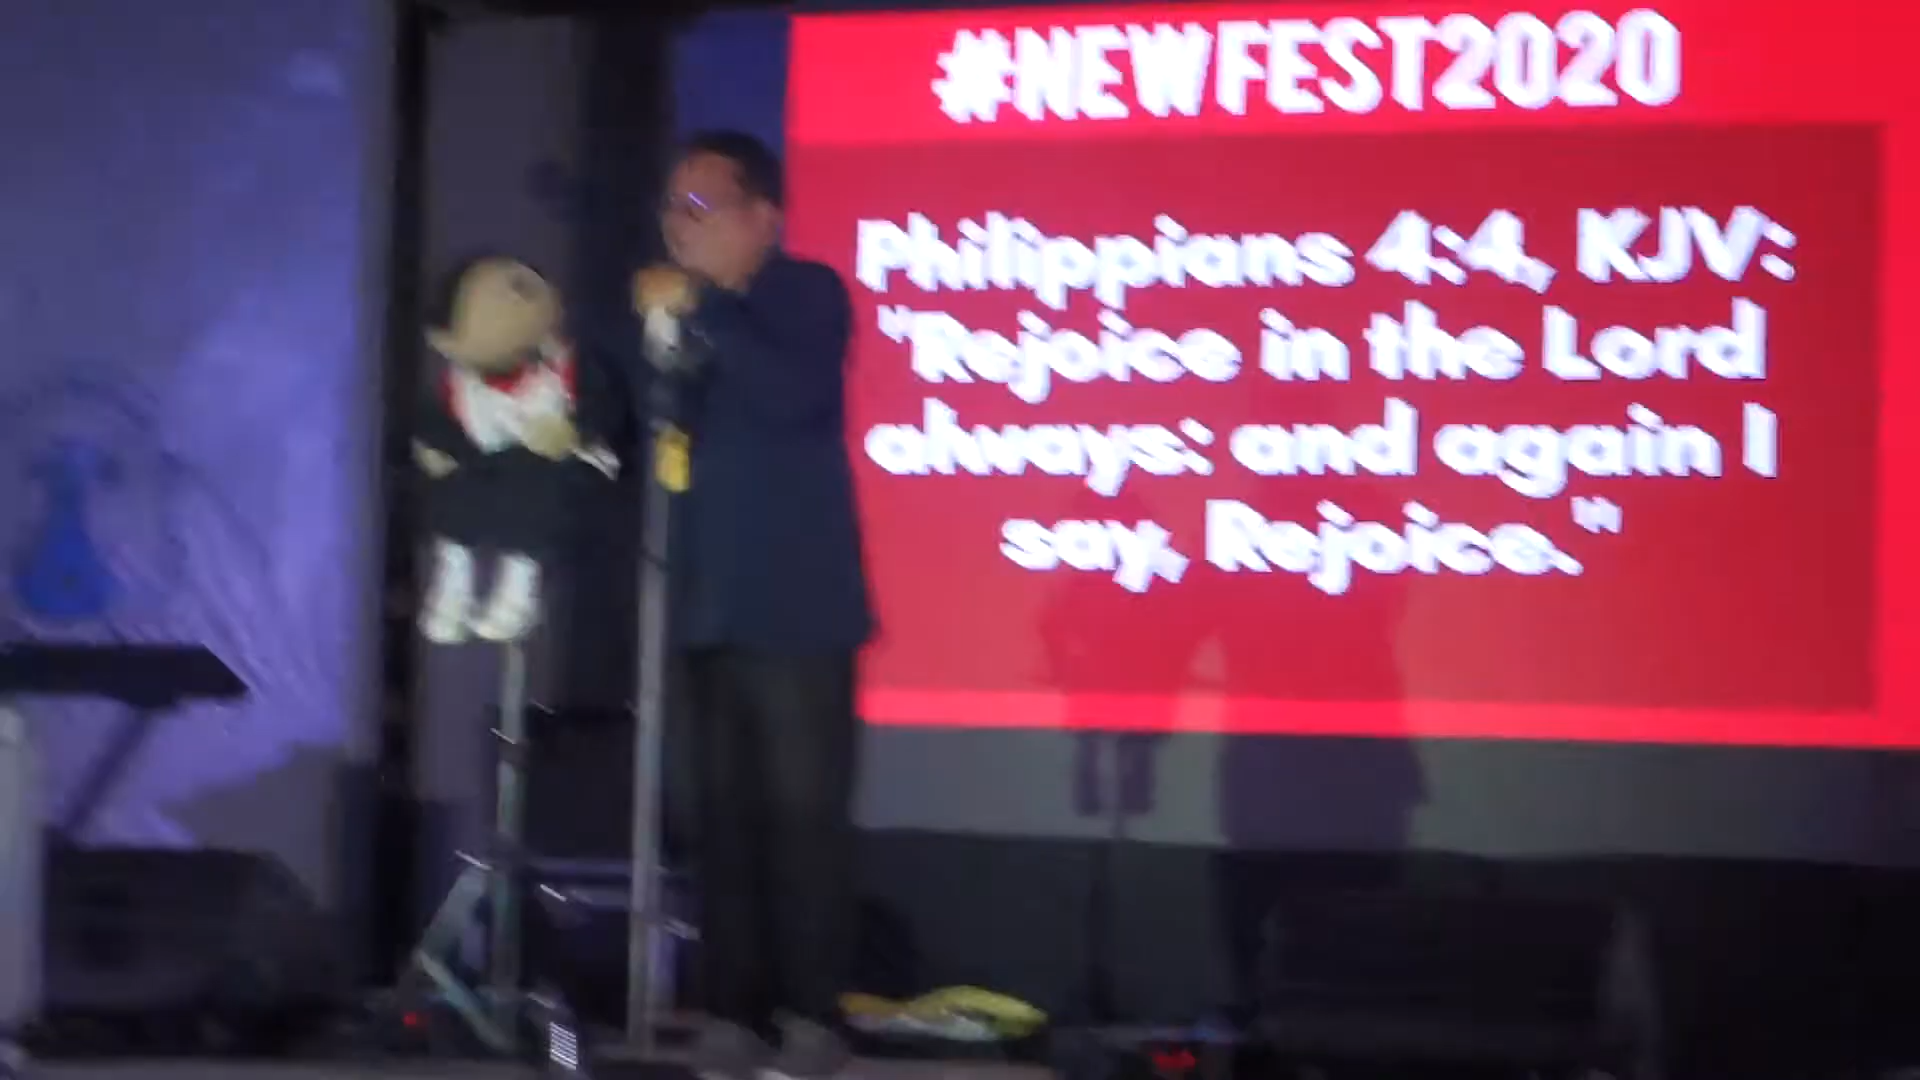 #NEWFEST2020
Philippians 4:4, KJV:
"Rejoice in the Lord
always: and again I
say, Rejoice."